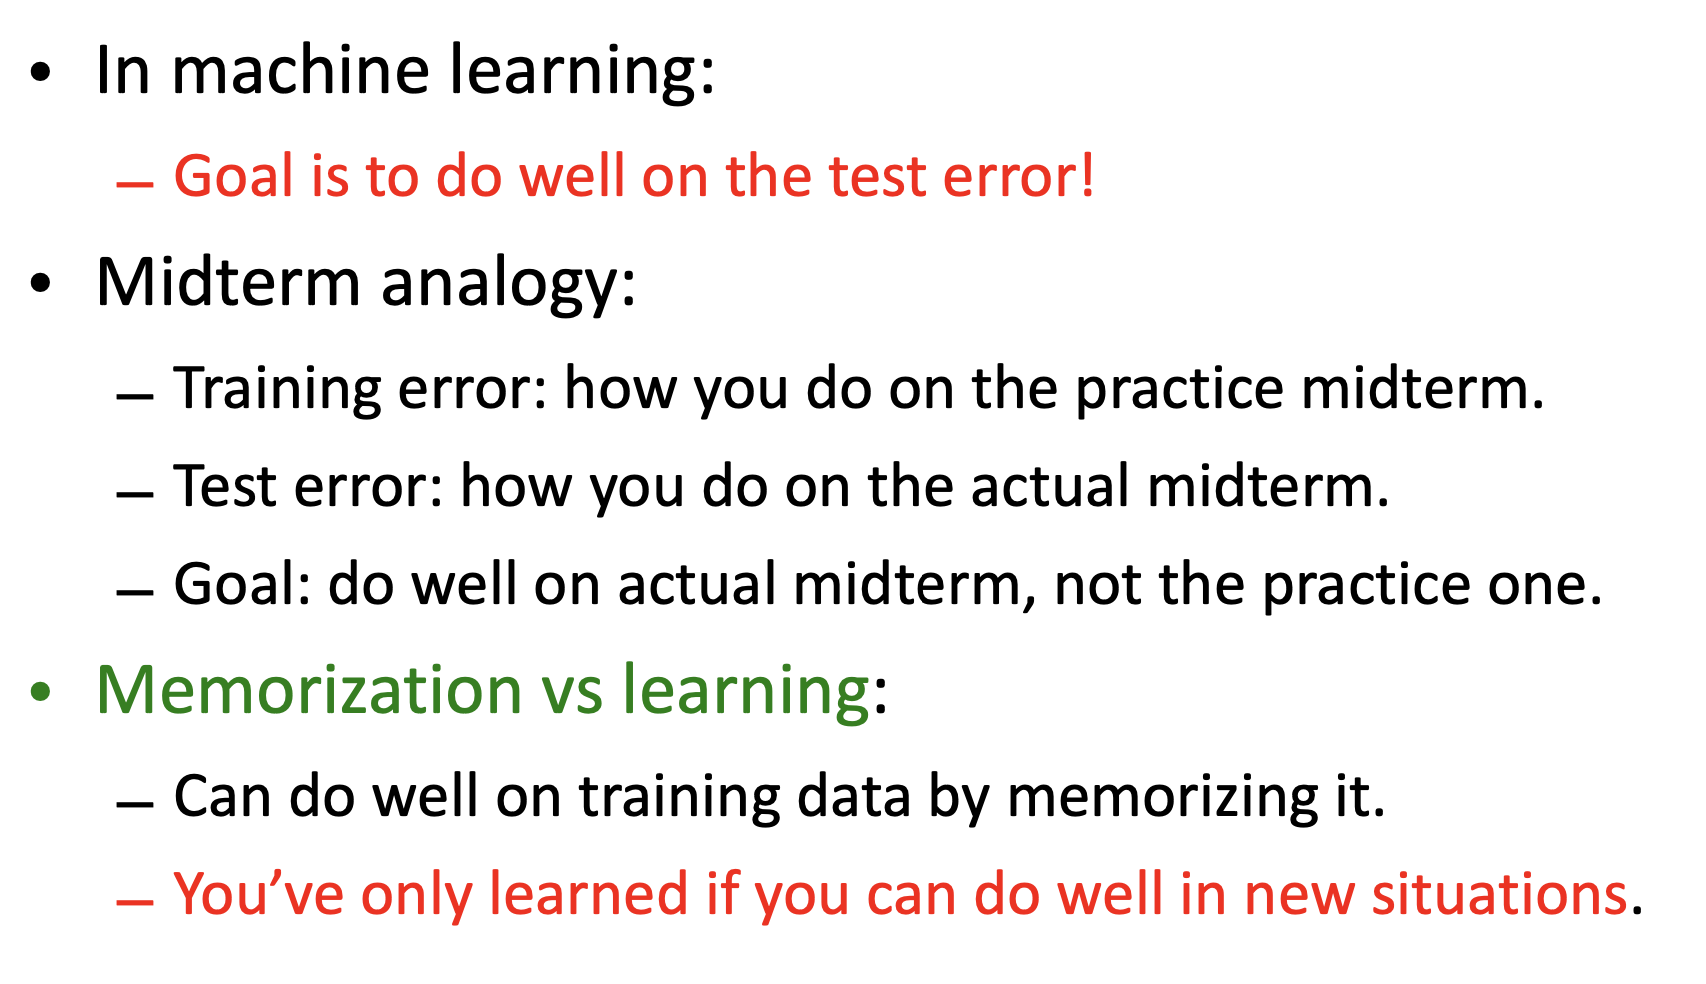 • In machine learning:
– Goal is to do well on the test error!
• Midterm analogy:
– Training error: how you do on the practice midterm.
– Test error: how you do on the actual midterm.
– Goal: do well on actual midterm, not the practice one.
• Memorization vs learning:
– Can do well on training data by memorizing it.
– You’ve only learned if you can do well in new situations.